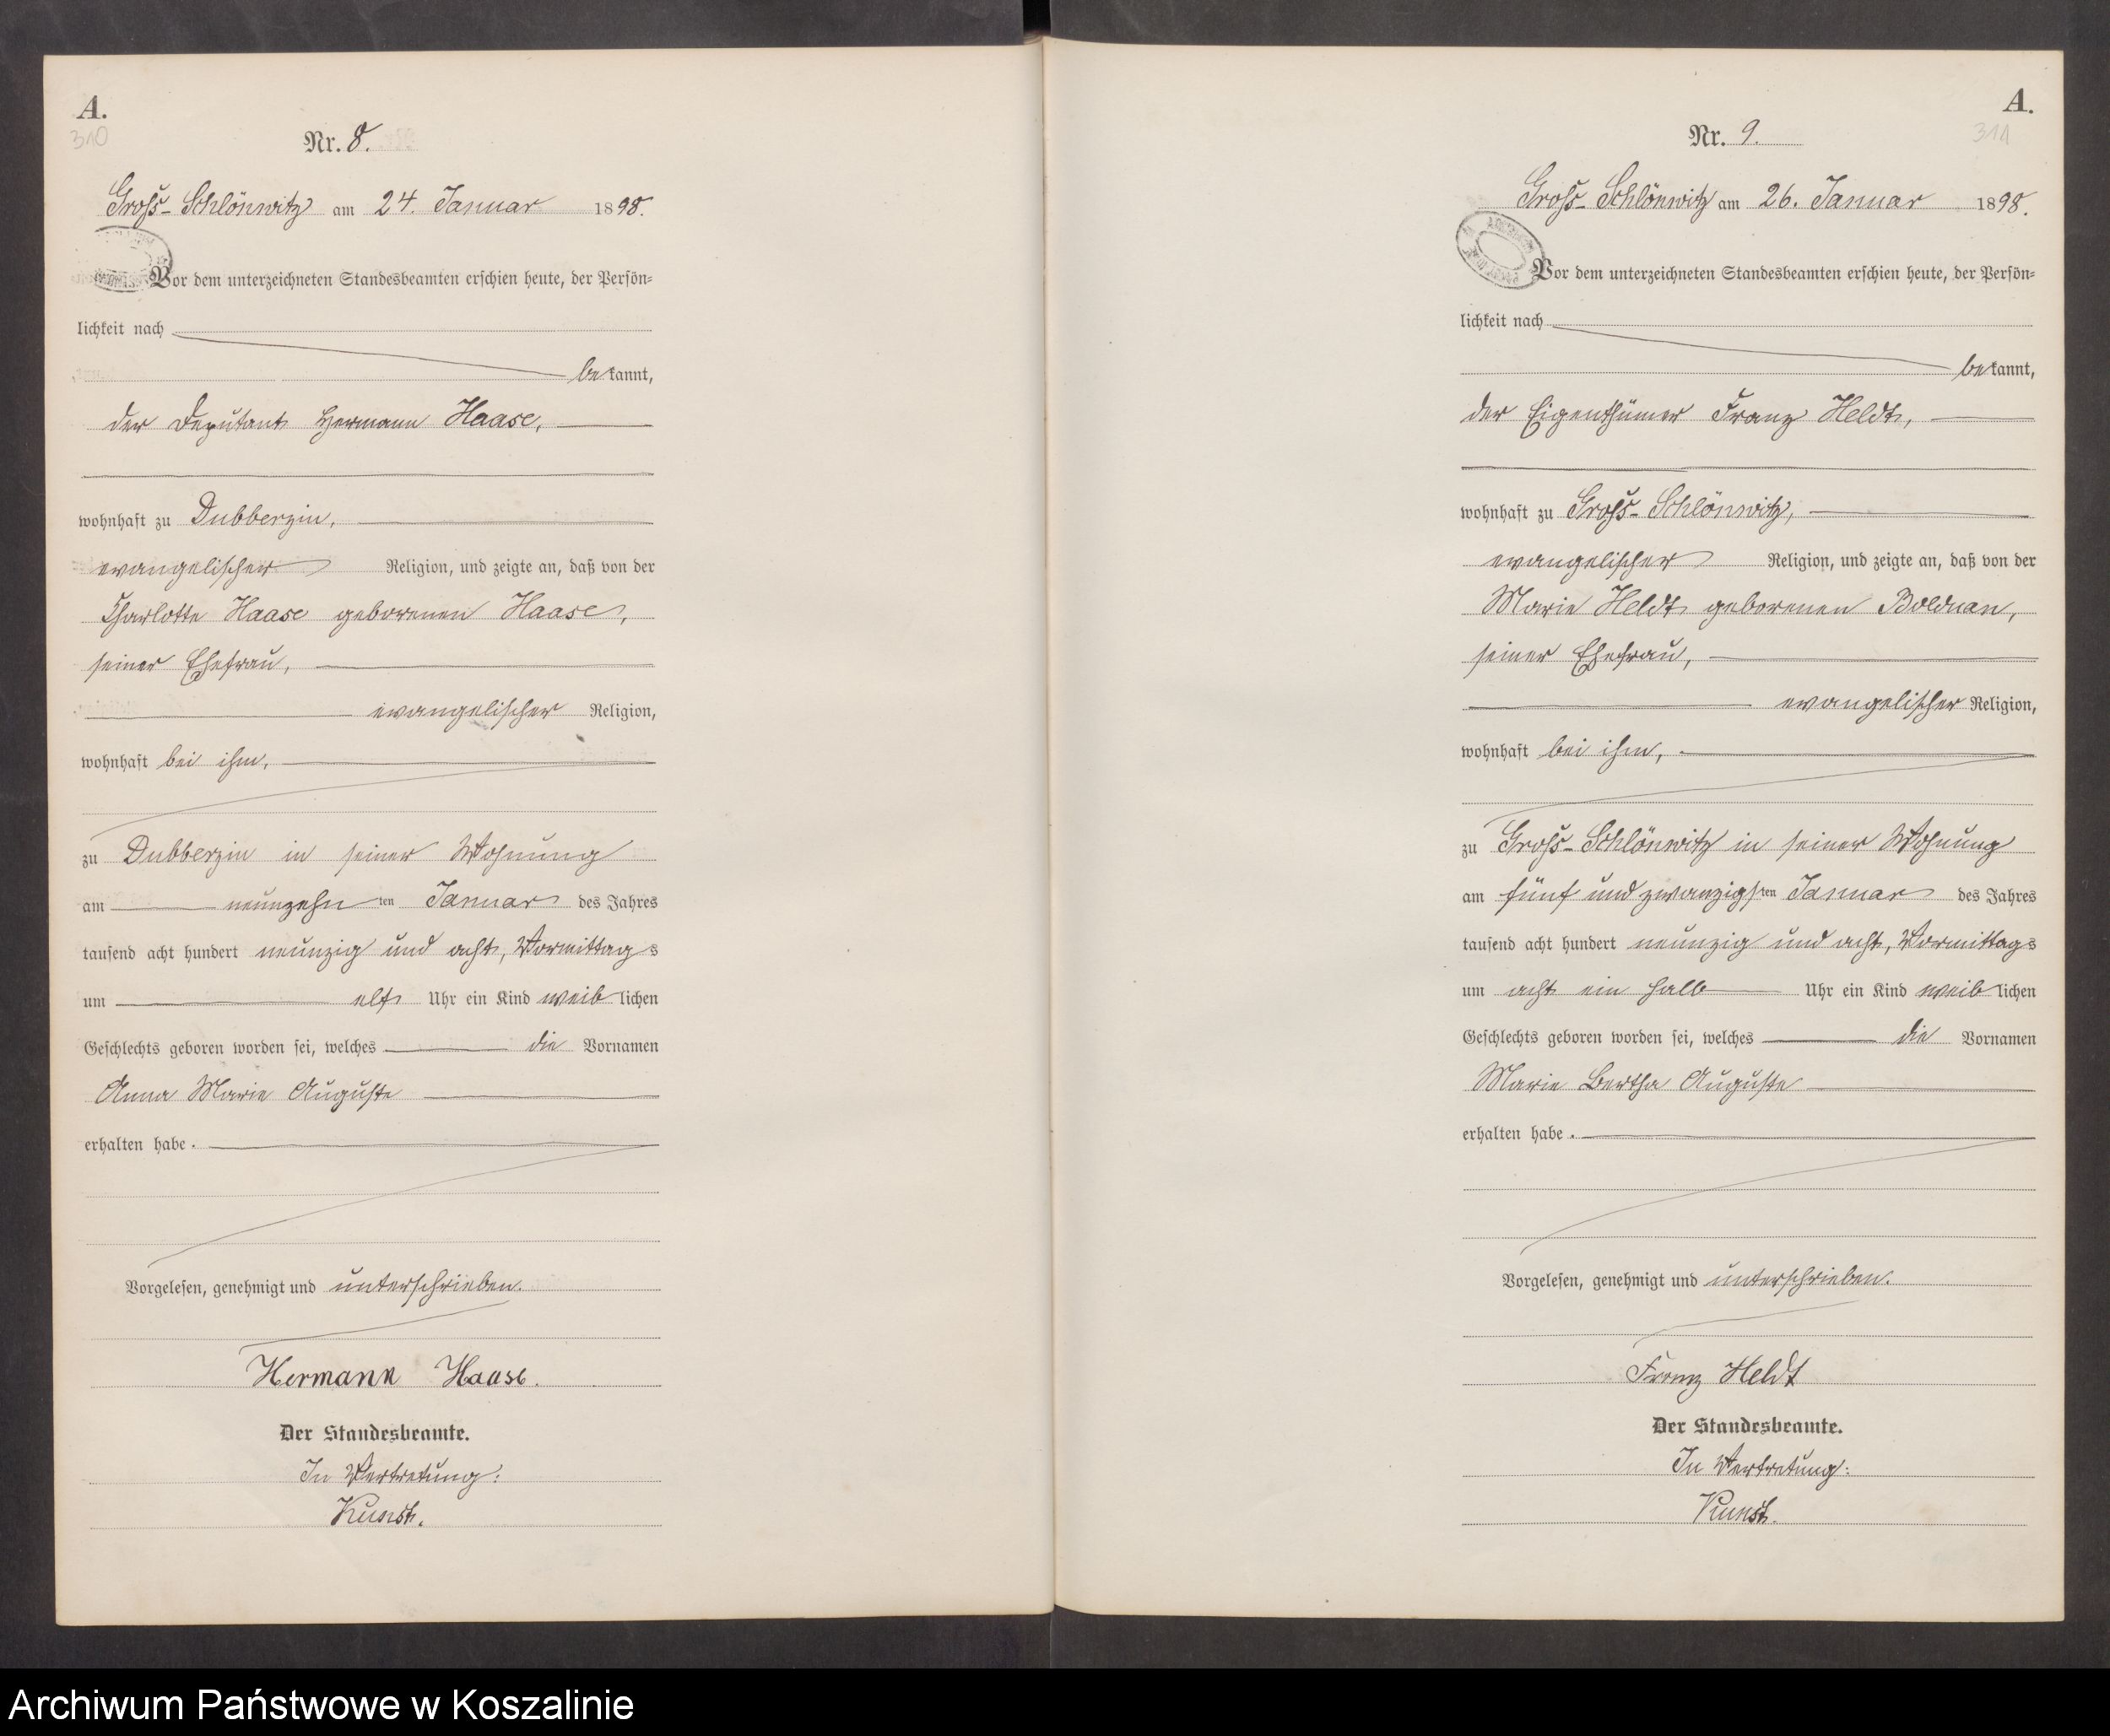 A.
310
Nr. 8.
Groß-Schlönwitz am 24. Januar 1898.
Vor dem unterzeichneten Standesbeamten erschien heute, der Persön-
lichkeit nach
bekannt,
der Deputant Hermann Haase,
wohnhaft zu Dubberzin,
evangelischer Religion, und zeigte an, daß von der
Charlotte Haase geborenen Haase,
seiner Ehefrau,
evangelischer Religion,
wohnhaft bei ihm,
zu Dubberzin in seiner Wohnung
am neunzehnten Januar des Jahres
tausend acht hundert neunzig und acht, Vormittags
um elf Uhr ein Kind weiblichen
Geschlechts geboren worden sei, welches die Vornamen
Anna Marie Auguste
erhalten habe.
Vorgelesen, genehmigt und unterschrieben.
Hermann Haase.
Der Standesbeamte.
In Vertretung:
Kunst.
A.
311
Nr. 9.
Groß-Schlönwitz am 26. Januar 1898.
Vor dem unterzeichneten Standesbeamten erschien heute, der Persön-
lichkeit nach
bekannt,
der Eigenthümer Franz Heldt,
wohnhaft zu Groß-Schlönwitz,
evangelischer Religion, und zeigte an, daß von der
Marie Heldt geborenen Balduan,
seiner Ehefrau,
evangelischer Religion,
wohnhaft bei ihm,
zu Groß-Schlönwitz in seiner Wohnung
am fünf und zwanzigsten Januar des Jahres
tausend acht hundert neunzig und acht, Vormittags
um acht ein halb Uhr ein Kind weiblichen
Geschlechts geboren worden sei, welches die Vornamen
Marie Bertha Auguste
erhalten habe.
Vorgelesen, genehmigt und unterschrieben.
Franz Heldt
Der Standesbeamte.
In Vertretung:
Kunst.
Archiwum Państwowe w Koszalinie